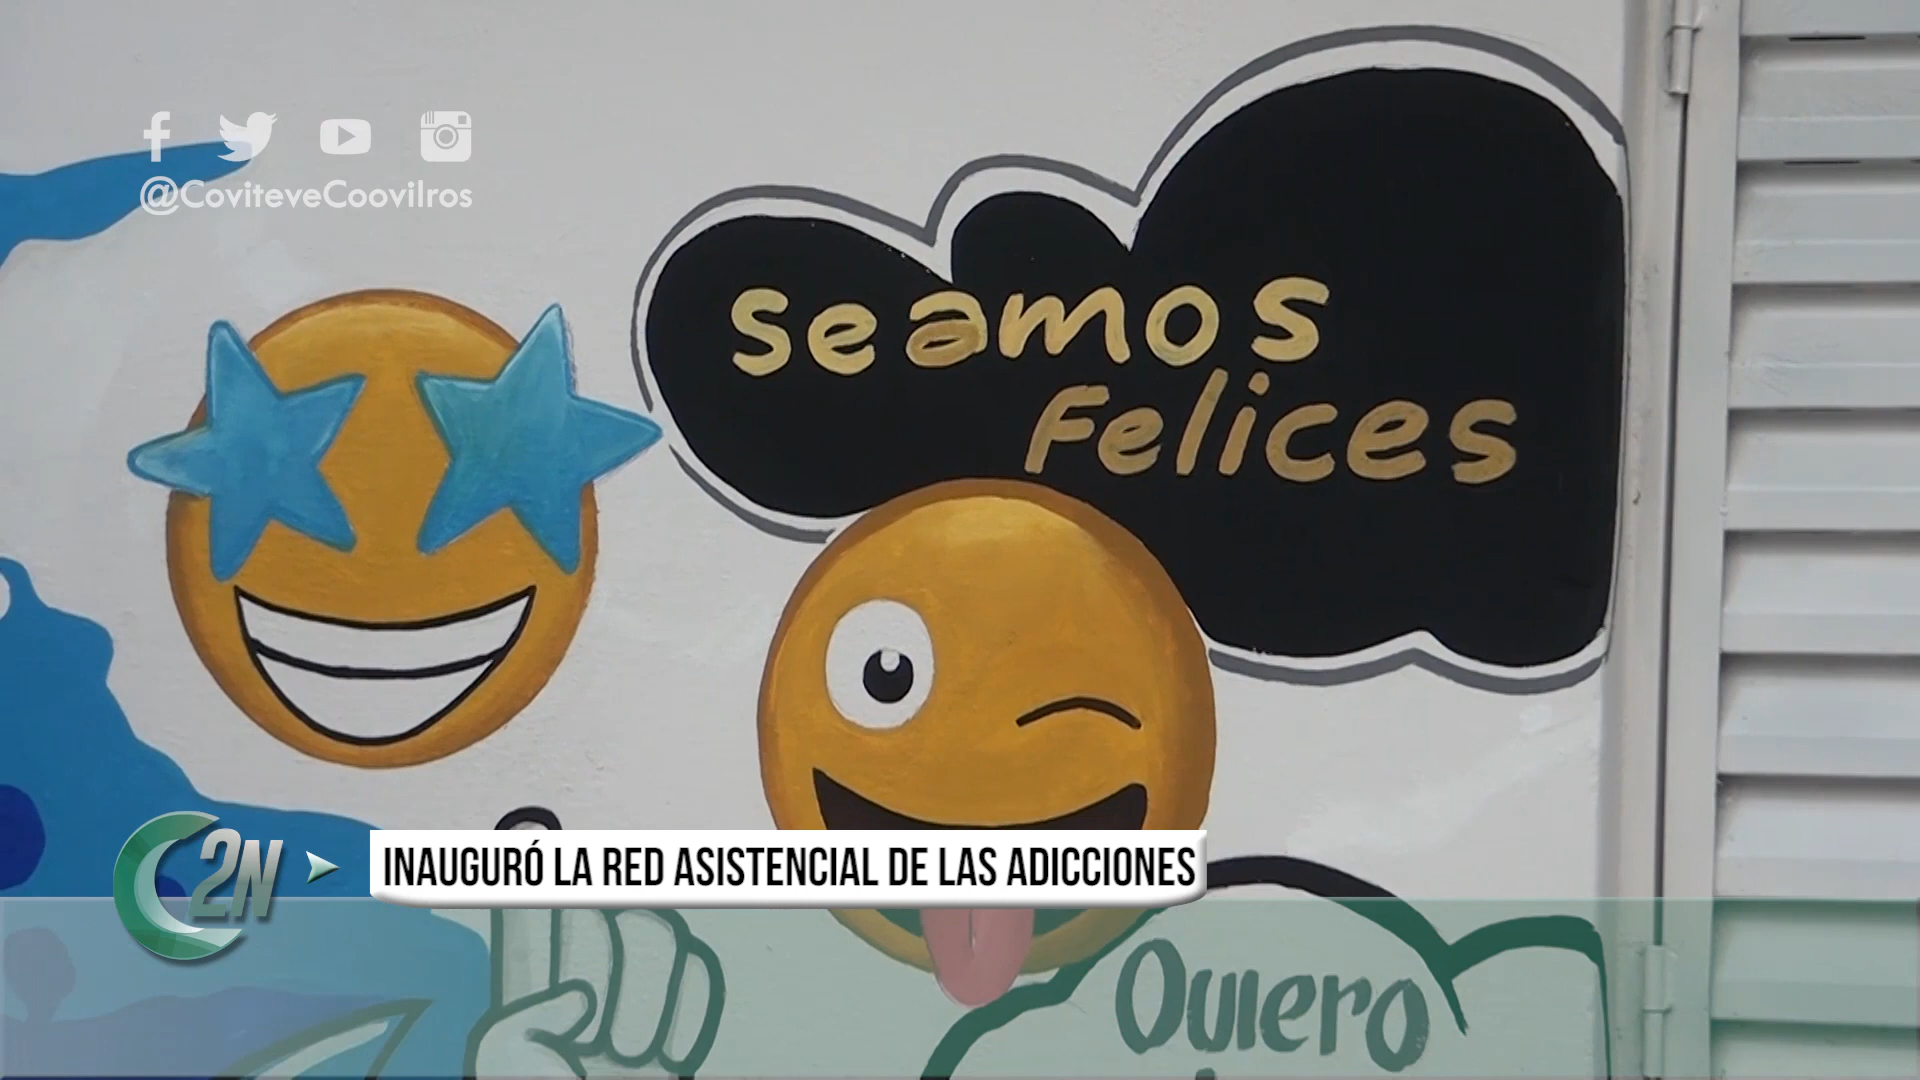 @CoviteveCoovilros
Seamos
Felices
2N
INAUGURÓ LA RED ASISTENCIAL DE LAS ADICCIONES
Quiero